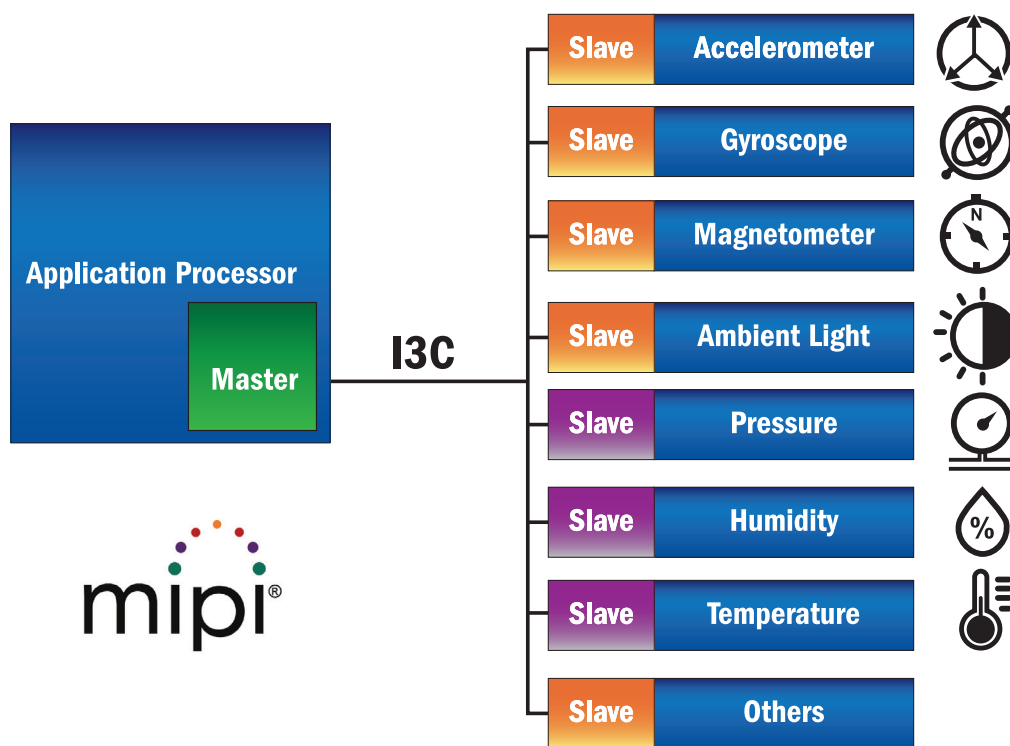 Slave Accelerometer
Slave Gyroscope
N
Slave Magnetometer
Application Processor
Slave Ambient Light
I3C
Master
Slave Pressure
Slave Humidity
%
mipi®
Slave Temperature
Slave Others